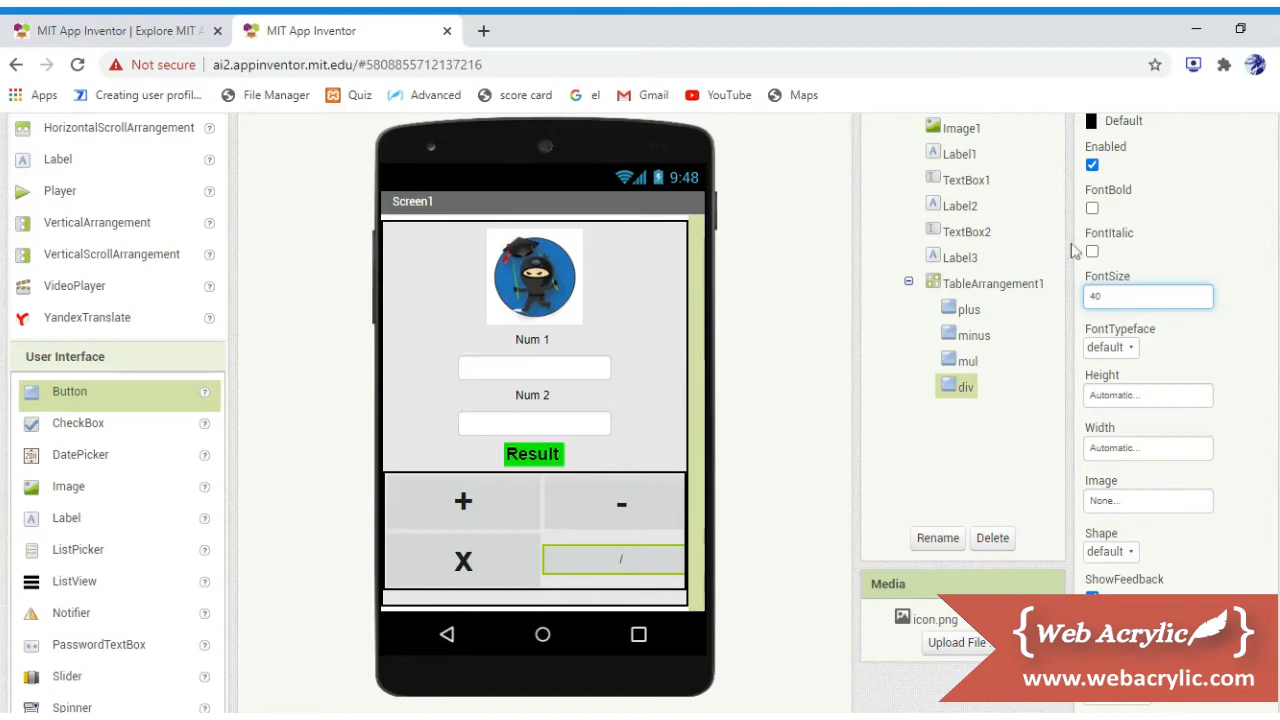 MIT App Inventor | Explore MIT A
MIT App Inventor
Not secure
ai2.appinventor.mit.edu/#5808855712137216
Apps
Creating user profil...
File Manager
Quiz
Advanced
score card
el
Gmail
YouTube
Maps
HorizontalScrollArrangement
Label
Player
VerticalArrangement
VerticalScrollArrangement
VideoPlayer
YandexTranslate
User Interface
Button
CheckBox
DatePicker
Image
Label
ListPicker
ListView
Notifier
PasswordTextBox
Slider
Spinner
9:48
Screen1
Num 1
Num 2
Result
+
-
x
/
Image1
Label1
TextBox1
Label2
TextBox2
Label3
TableArrangement1
plus
minus
mul
div
Rename
Delete
Media
icon.png
Upload File
Default
Enabled
FontBold
FontItalic
FontSize
40
FontTypeface
default
Height
Automatic...
Width
Automatic...
Image
None...
Shape
default
ShowFeedback
{ Web Acrylic }
www.webacrylic.com